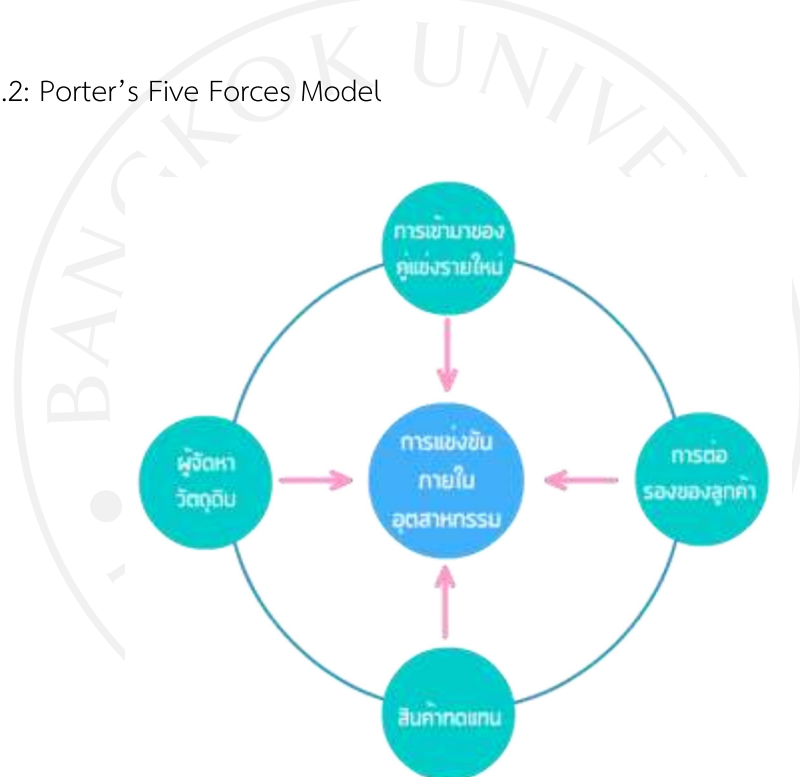 .2: Porter’s Five Forces Model
BANGKOK UNIVE
การเข้ามาของ
คู่แข่งรายใหม่
ผู้จัดหา
วัตถุดิบ
การแข่งขัน
ภายใน
อุตสาหกรรม
การต่อ
รองของลูกค้า
สินค้าทดแทน